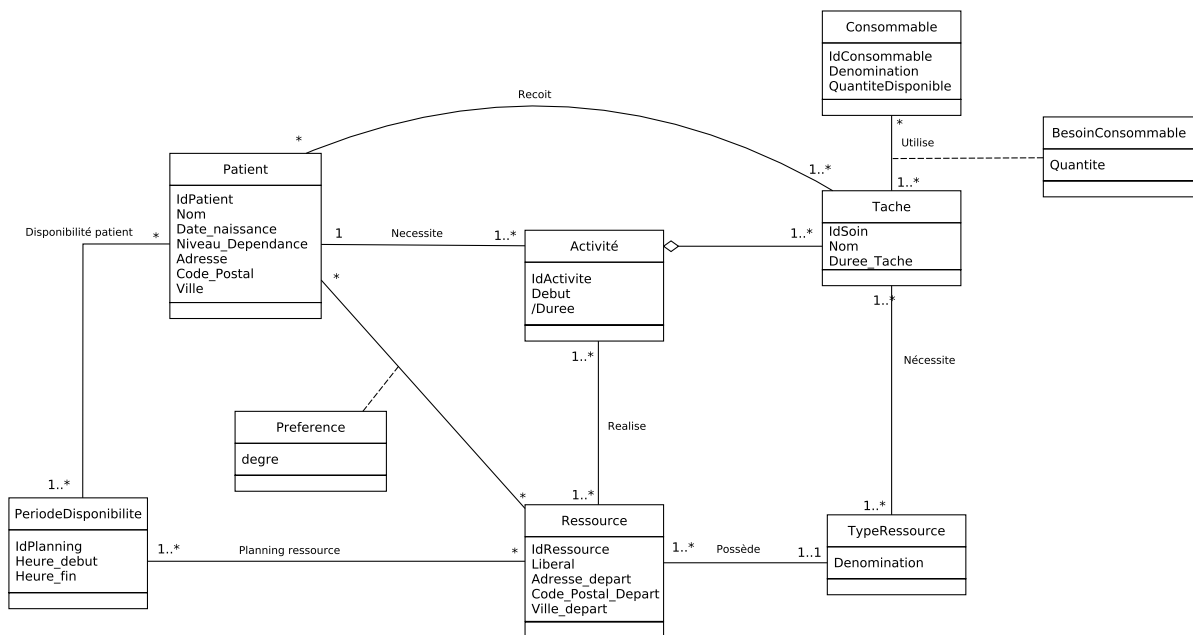 Consommable
IdConsommable
Denomination
QuantiteDisponible
Recoit
*
*
1..*
Utilise
1..*
BesoinConsommable
Quantite
Patient
IdPatient
Nom
Date_naissance
Niveau_Dependance
Adresse
Code_Postal
Ville
Disponibilité patient
*
1
Necessite
1..*
*
Activité
IdActivite
Debut
/Duree
1..*
Tache
IdSoin
Nom
Duree_Tache
1..*
1..*
Nécessite
Preference
degre
Realise
1..*
PeriodeDisponibilite
IdPlanning
Heure_debut
Heure_fin
1..*
Planning ressource
*
*
1..*
Ressource
IdRessource
Liberal
Adresse_depart
Code_Postal_Depart
Ville_depart
1..*
Possède
1..1
1..*
TypeRessource
Denomination